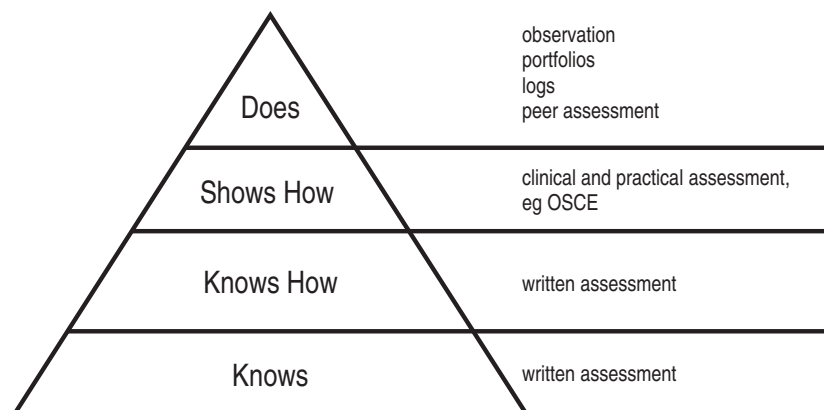 observation
portfolios
logs
Does
peer assessment
Shows How
clinical and practical assessment,
eg OSCE
Knows How
written assessment
Knows
written assessment